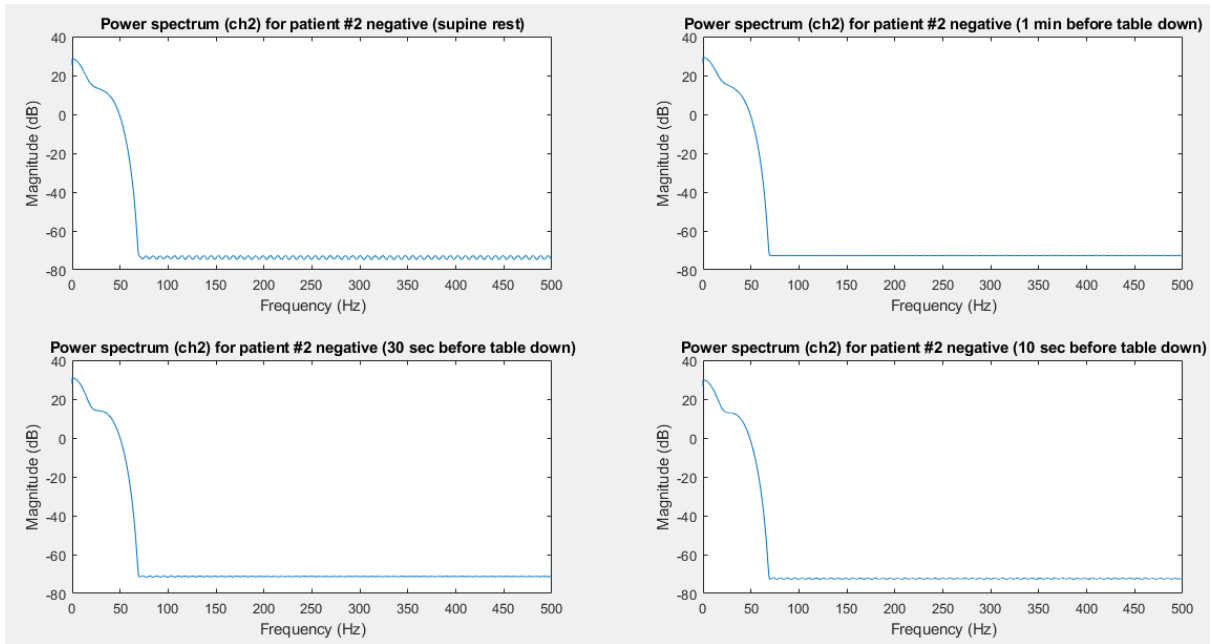 Power spectrum (ch2) for patient #2 negative (supine rest)
40
20
0
-20
-40
-60
-80
Magnitude (dB)
0 50 100 150 200 250 300 350 400 450 500
Frequency (Hz)
Power spectrum (ch2) for patient #2 negative (1 min before table down)
40
20
0
-20
-40
-60
-80
Magnitude (dB)
0 50 100 150 200 250 300 350 400 450 500
Frequency (Hz)
Power spectrum (ch2) for patient #2 negative (30 sec before table down)
40
20
0
-20
-40
-60
-80
Magnitude (dB)
0 50 100 150 200 250 300 350 400 450 500
Frequency (Hz)
Power spectrum (ch2) for patient #2 negative (10 sec before table down)
40
20
0
-20
-40
-60
-80
Magnitude (dB)
0 50 100 150 200 250 300 350 400 450 500
Frequency (Hz)